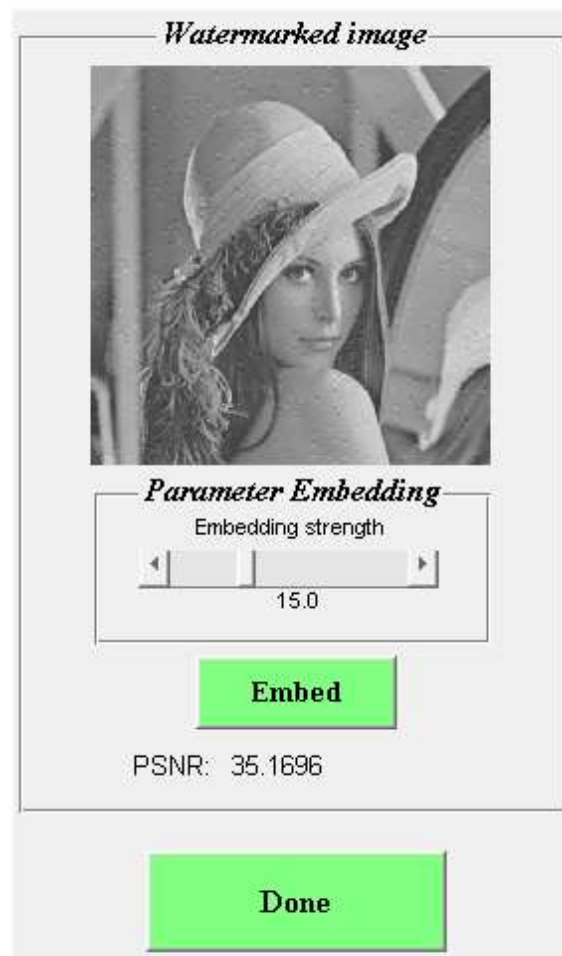 Watermarked image
Parameter Embedding
Embedding strength
15.0
Embed
PSNR: 35.1696
Done